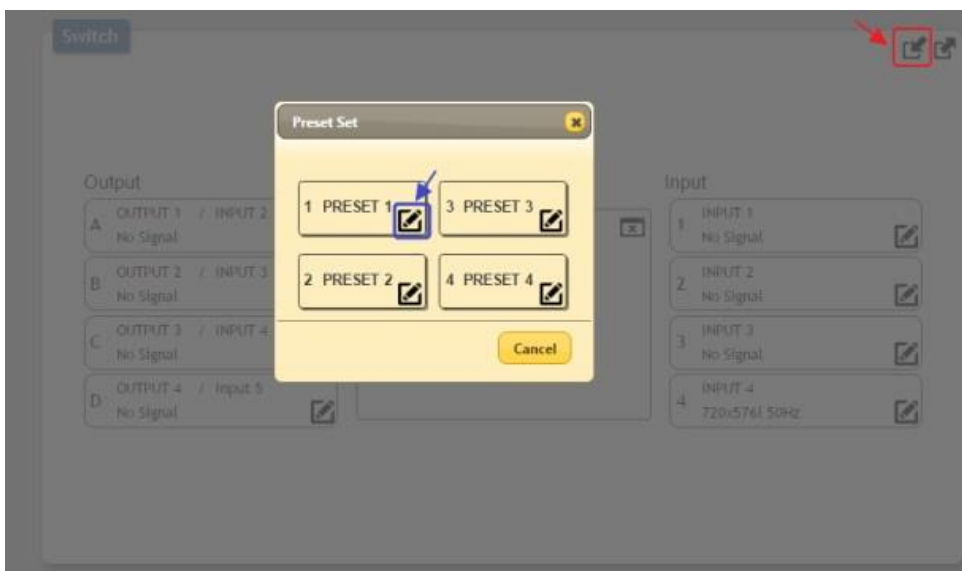 Switch
Preset Set
1 PRESET 1
3 PRESET 3
2 PRESET 2
4 PRESET 4
Cancel
Output
A OUTPUT 1 / INPUT 2
No Signal
B OUTPUT 2 / INPUT 3
No Signal
C OUTPUT 3 / INPUT 4
No Signal
D OUTPUT 4 / Input 5
No Signal
Input
1 INPUT 1
No Signal
2 INPUT 2
No Signal
3 INPUT 3
No Signal
4 INPUT 4
720x576i 50Hz